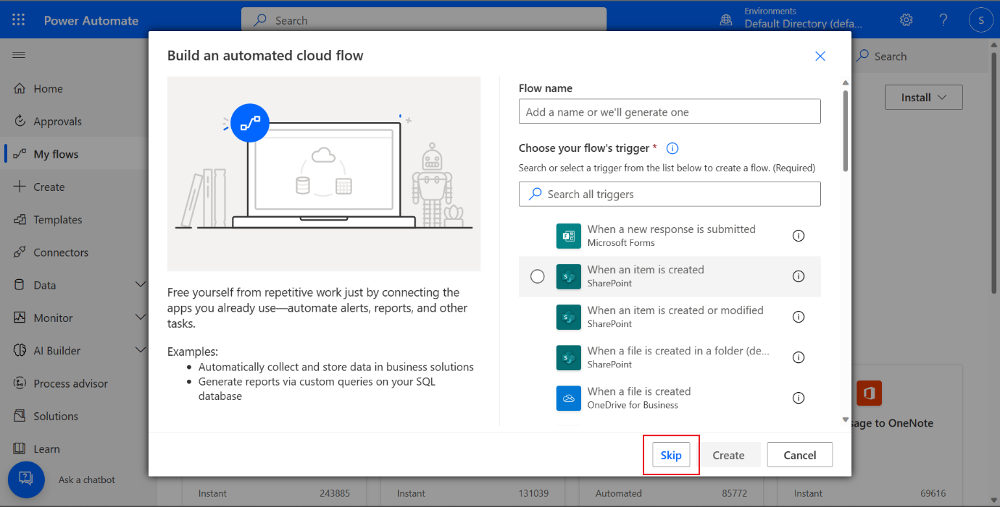 Power Automate
Search
Environments
Default Directory (defa...
?
S
Home
Approvals
My flows
Create
Templates
Connectors
Data
Monitor
AI Builder
Process advisor
Solutions
Learn
Ask a chatbot
Search
Install
Build an automated cloud flow
Free yourself from repetitive work just by connecting the
apps you already use—automate alerts, reports, and other
tasks.
Examples:
• Automatically collect and store data in business solutions
• Generate reports via custom queries on your SQL
database
Flow name
Add a name or we'll generate one
Choose your flow's trigger *
Search or select a trigger from the list below to create a flow. (Required)
Search all triggers
When a new response is submitted
Microsoft Forms
When an item is created
SharePoint
When an item is created or modified
SharePoint
When a file is created in a folder (de...
SharePoint
When a file is created
OneDrive for Business
Skip
Create
Cancel
sage to OneNote
Instant
243885
Instant
131039
Automated
85772
Instant
69616